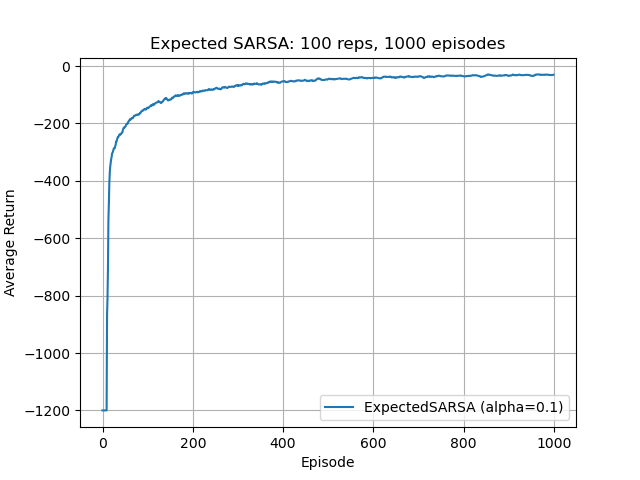 Expected SARSA: 100 reps, 1000 episodes
0
−200
−400
−600
−800
−1000
−1200
Average Return
ExpectedSARSA (alpha=0.1)
0 200 400 600 800 1000
Episode